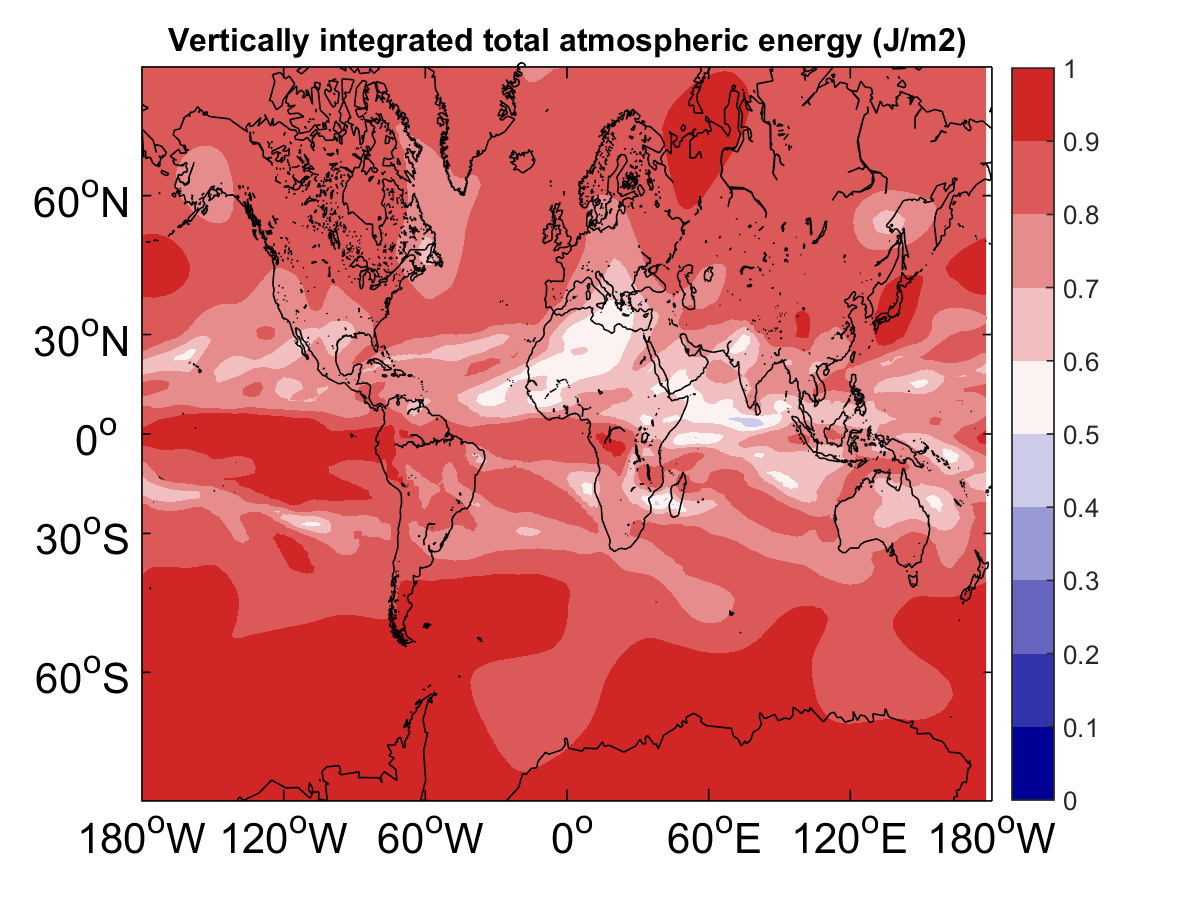 Vertically integrated total atmospheric energy (J/m2)
1
0.9
0.8
0.7
0.6
0.5
0.4
0.3
0.2
0.1
0
60°N
30°N
0°
30°S
60°S
180°W 120°W 60°W 0° 60°E 120°E 180°W